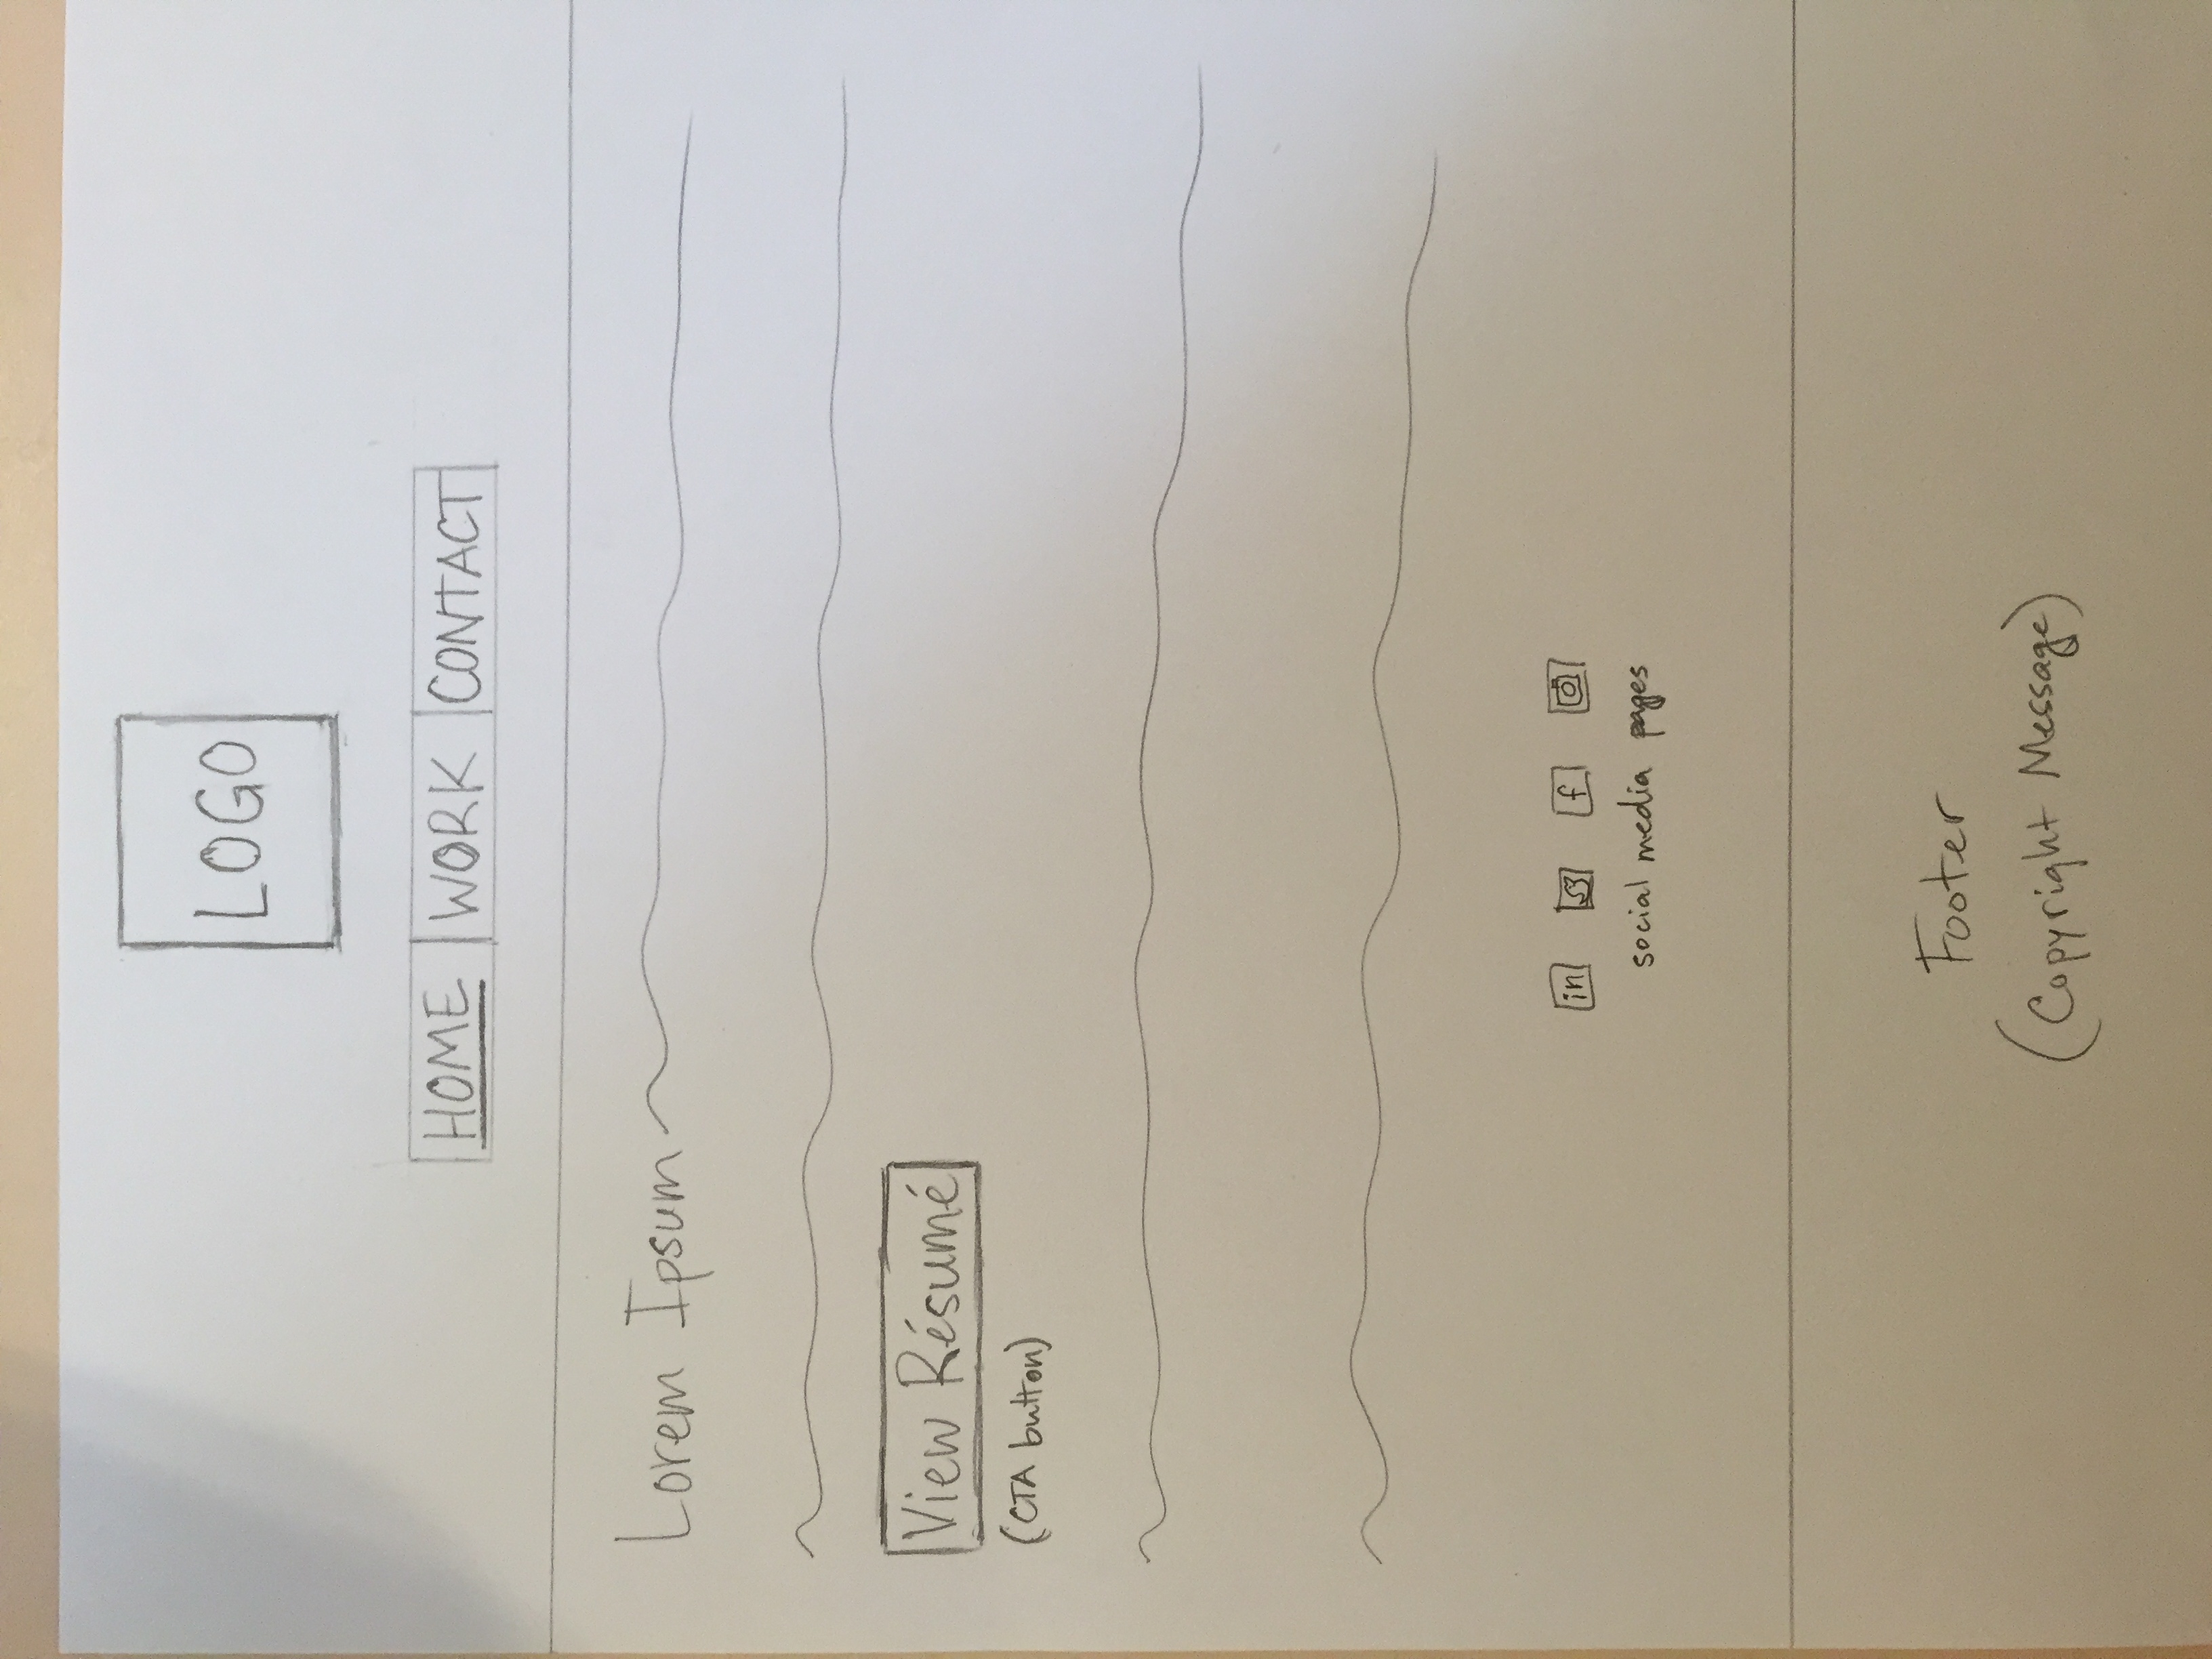 LOGO
HOME WORK CONTACT
Lorem Ipsum
View Résumé
(CTA button)
in f
social media pages
Footer
(Copyright Message)